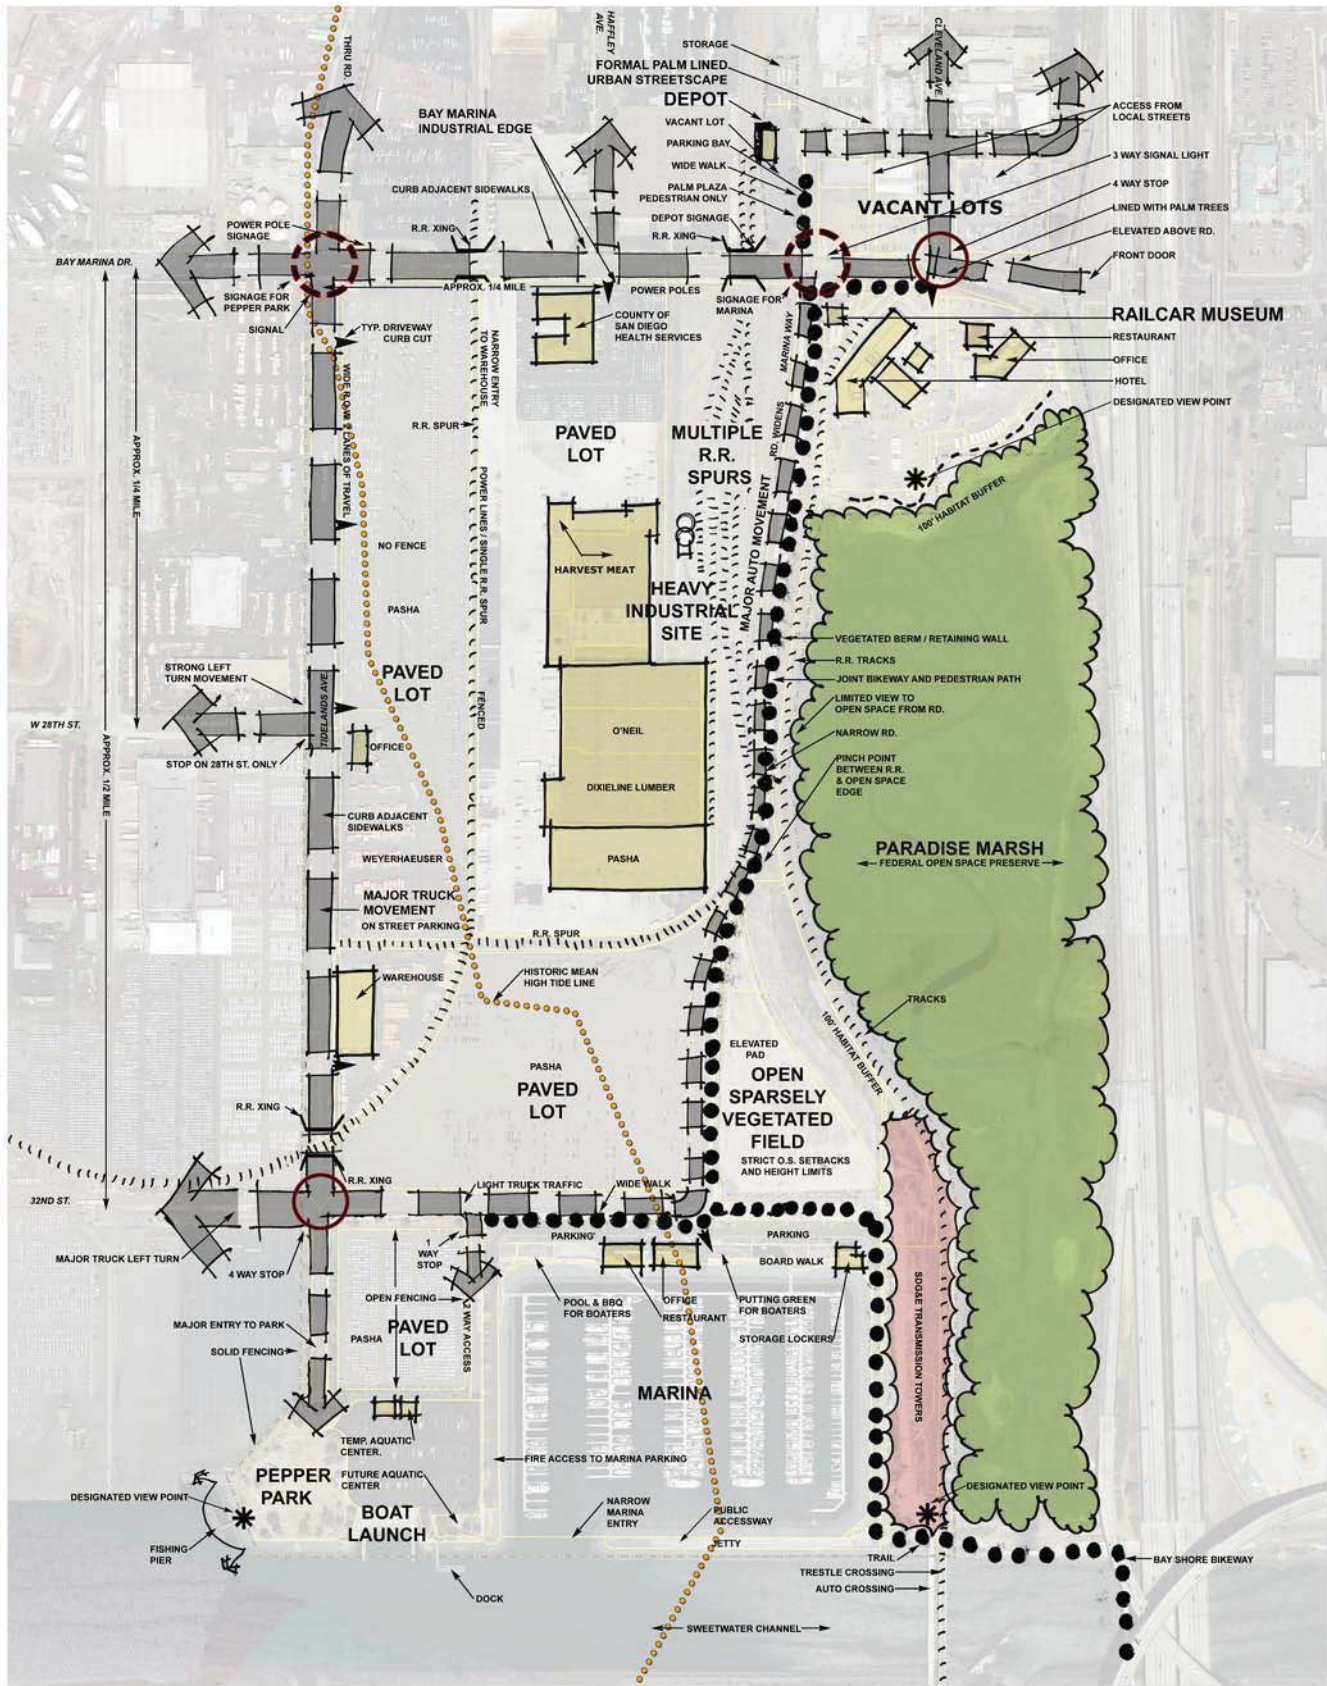 THRU RD.
HAFFLEY
AVE.
CLEVELAND AVE.
STORAGE
FORMAL PALM LINED
URBAN STREETSCAPE
DEPOT
VACANT LOT
PARKING BAY
WIDE WALK
PALM PLAZA
PEDESTRIAN ONLY
DEPOT SIGNAGE
R.R. XING
BAY MARINA
INDUSTRIAL EDGE
CURB ADJACENT SIDEWALKS
R.R. XING
POWER POLE
SIGNAGE
BAY MARINA DR.
ACCESS FROM
LOCAL STREETS
3 WAY SIGNAL LIGHT
4 WAY STOP
VACANT LOTS
LINED WITH PALM TREES
ELEVATED ABOVE RD.
FRONT DOOR
APPROX. 1/4 MILE
POWER POLES
SIGNAGE FOR
PEPPER PARK
SIGNAL
SIGNAGE FOR
MARINA
TYP. DRIVEWAY
CURB CUT
COUNTY OF
SAN DIEGO
HEALTH SERVICES
MARINA WAY
RAILCAR MUSEUM
RESTAURANT
OFFICE
HOTEL
DESIGNATED VIEW POINT
NARROW ENTRY
TO WAREHOUSE
WIDE R.O.W 2 LANES OF TRAVEL
R.R. SPUR
PAVED
LOT
MULTIPLE
R.R.
SPURS
RD. WIDENS
APPROX. 1/4 MILE
POWER LINES / SINGLE R.R. SPUR
MAJOR AUTO MOVEMENT
100' HABITAT BUFFER
NO FENCE
HARVEST MEAT
HEAVY
INDUSTRIAL
SITE
PASHA
VEGETATED BERM / RETAINING WALL
R.R. TRACKS
JOINT BIKEWAY AND PEDESTRIAN PATH
STRONG LEFT
TURN MOVEMENT
PAVED
LOT
TIDELANDS AVE.
FENCED
LIMITED VIEW TO
OPEN SPACE FROM RD.
W 28TH ST.
O'NEIL
NARROW RD.
OFFICE
STOP ON 28TH ST. ONLY
PINCH POINT
BETWEEN R.R.
& OPEN SPACE
EDGE
APPROX. 1/2 MILE
DIXIELINE LUMBER
CURB ADJACENT
SIDEWALKS
WEYERHAEUSER
PASHA
PARADISE MARSH
FEDERAL OPEN SPACE PRESERVE
MAJOR TRUCK
MOVEMENT
ON STREET PARKING
R.R. SPUR
WAREHOUSE
HISTORIC MEAN
HIGH TIDE LINE
TRACKS
100' HABITAT BUFFER
ELEVATED
PAD
PASHA
PAVED
LOT
OPEN
SPARSELY
VEGETATED
FIELD
STRICT O.S. SETBACKS
AND HEIGHT LIMITS
R.R. XING
R.R. XING
LIGHT TRUCK TRAFFIC
WIDE WALK
32ND ST.
MAJOR TRUCK LEFT TURN
4 WAY STOP
1
WAY
STOP
PARKING
PARKING
BOARD WALK
OPEN FENCING
2 WAY ACCESS
POOL & BBQ
FOR BOATERS
OFFICE
RESTAURANT
PUTTING GREEN
FOR BOATERS
STORAGE LOCKERS
SDG&E TRANSMISSION TOWERS
MAJOR ENTRY TO PARK
SOLID FENCING
PASHA
PAVED
LOT
MARINA
TEMP. AQUATIC
CENTER.
FIRE ACCESS TO MARINA PARKING
PEPPER
PARK
FUTURE AQUATIC
CENTER
DESIGNATED VIEW POINT
DESIGNATED VIEW POINT
BOAT
LAUNCH
NARROW
MARINA
ENTRY
PUBLIC
ACCESSWAY
JETTY
FISHING
PIER
TRAIL
BAY SHORE BIKEWAY
TRESTLE CROSSING
AUTO CROSSING
DOCK
SWEETWATER CHANNEL